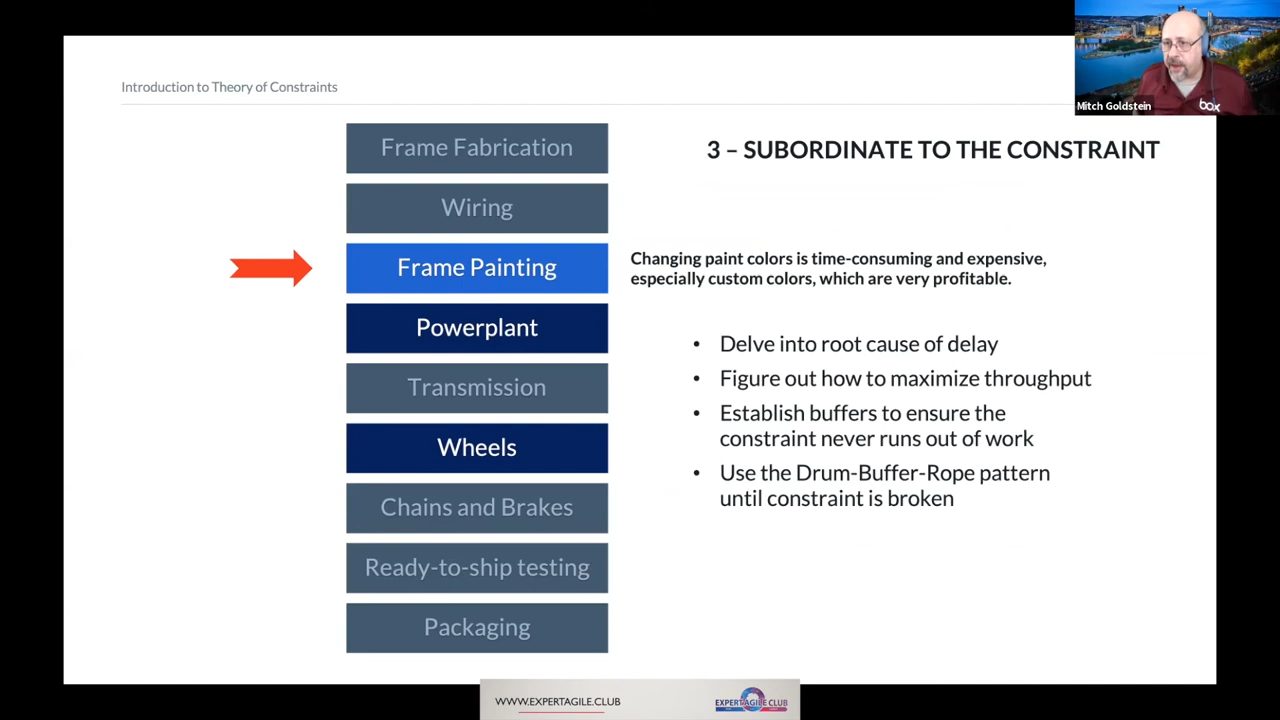 Introduction to Theory of Constraints
box
Mitch Goldstein
Frame Fabrication
Wiring
Frame Painting
Powerplant
Transmission
Wheels
Chains and Brakes
Ready-to-ship testing
Packaging
3 – SUBORDINATE TO THE CONSTRAINT
Changing paint colors is time-consuming and expensive,
especially custom colors, which are very profitable.
• Delve into root cause of delay
• Figure out how to maximize throughput
• Establish buffers to ensure the
constraint never runs out of work
• Use the Drum-Buffer-Rope pattern
until constraint is broken
WWW.EXPERTAGILE.CLUB
EXPERT AGILE CLUB